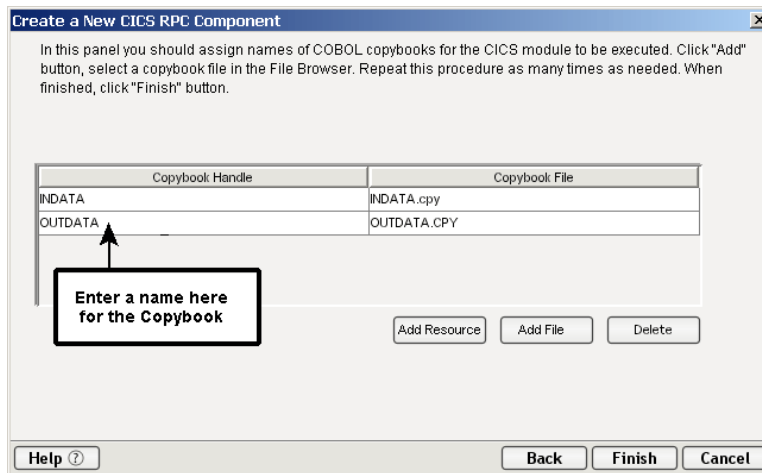 Create a New CICS RPC Component
In this panel you should assign names of COBOL copybooks for the CICS module to be executed. Click "Add"
button, select a copybook file in the File Browser. Repeat this procedure as many times as needed. When
finished, click "Finish" button.
Copybook Handle Copybook File
INDATA INDATA.cpy
OUTDATA OUTDATA.CPY
Enter a name here
for the Copybook
Add Resource Add File Delete
Help ? Back Finish Cancel